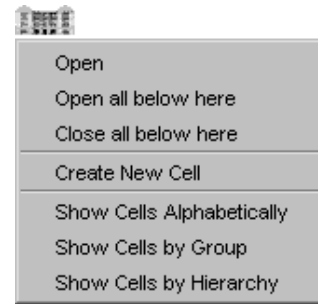 Open
Open all below here
Close all below here
Create New Cell
Show Cells Alphabetically
Show Cells by Group
Show Cells by Hierarchy